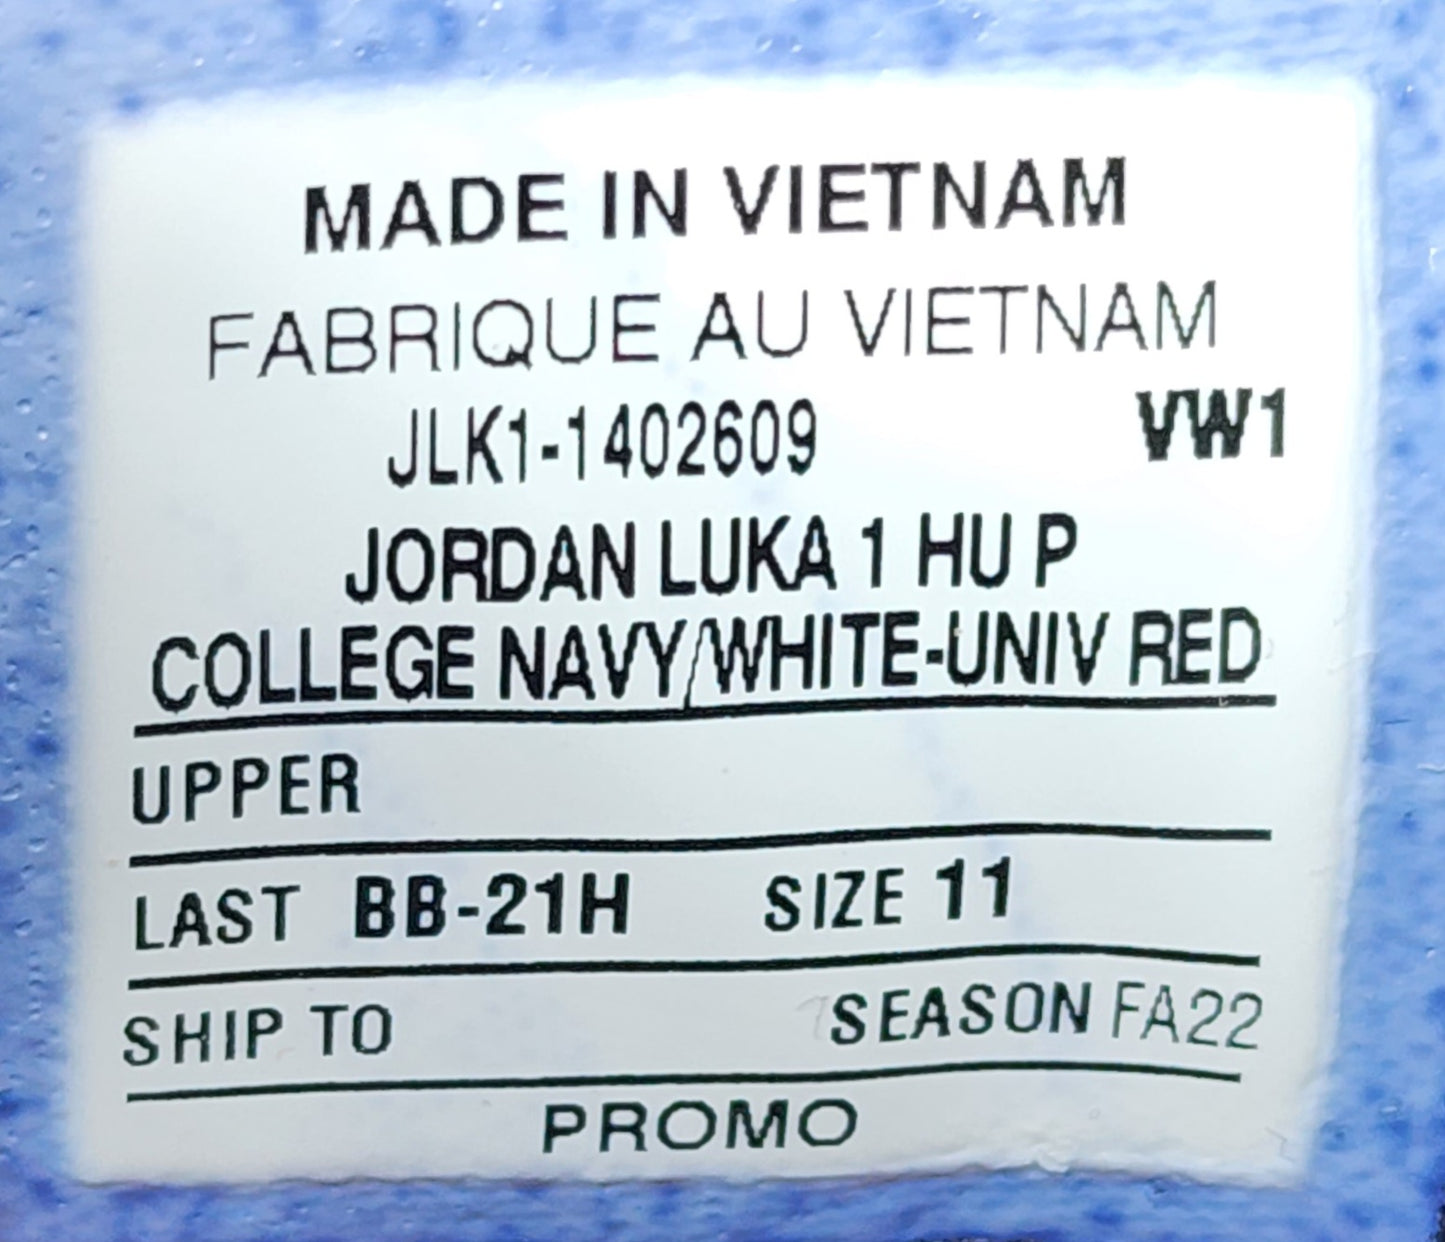 MADE IN VIETNAM
FABRIQUE AU VIETNAM
JLK1-1402609 VW1
JORDAN LUKA 1 HU P
COLLEGE NAVY/WHITE-UNIV RED
UPPER
LAST BB-21H SIZE 11
SHIP TO SEASON FA22
PROMO